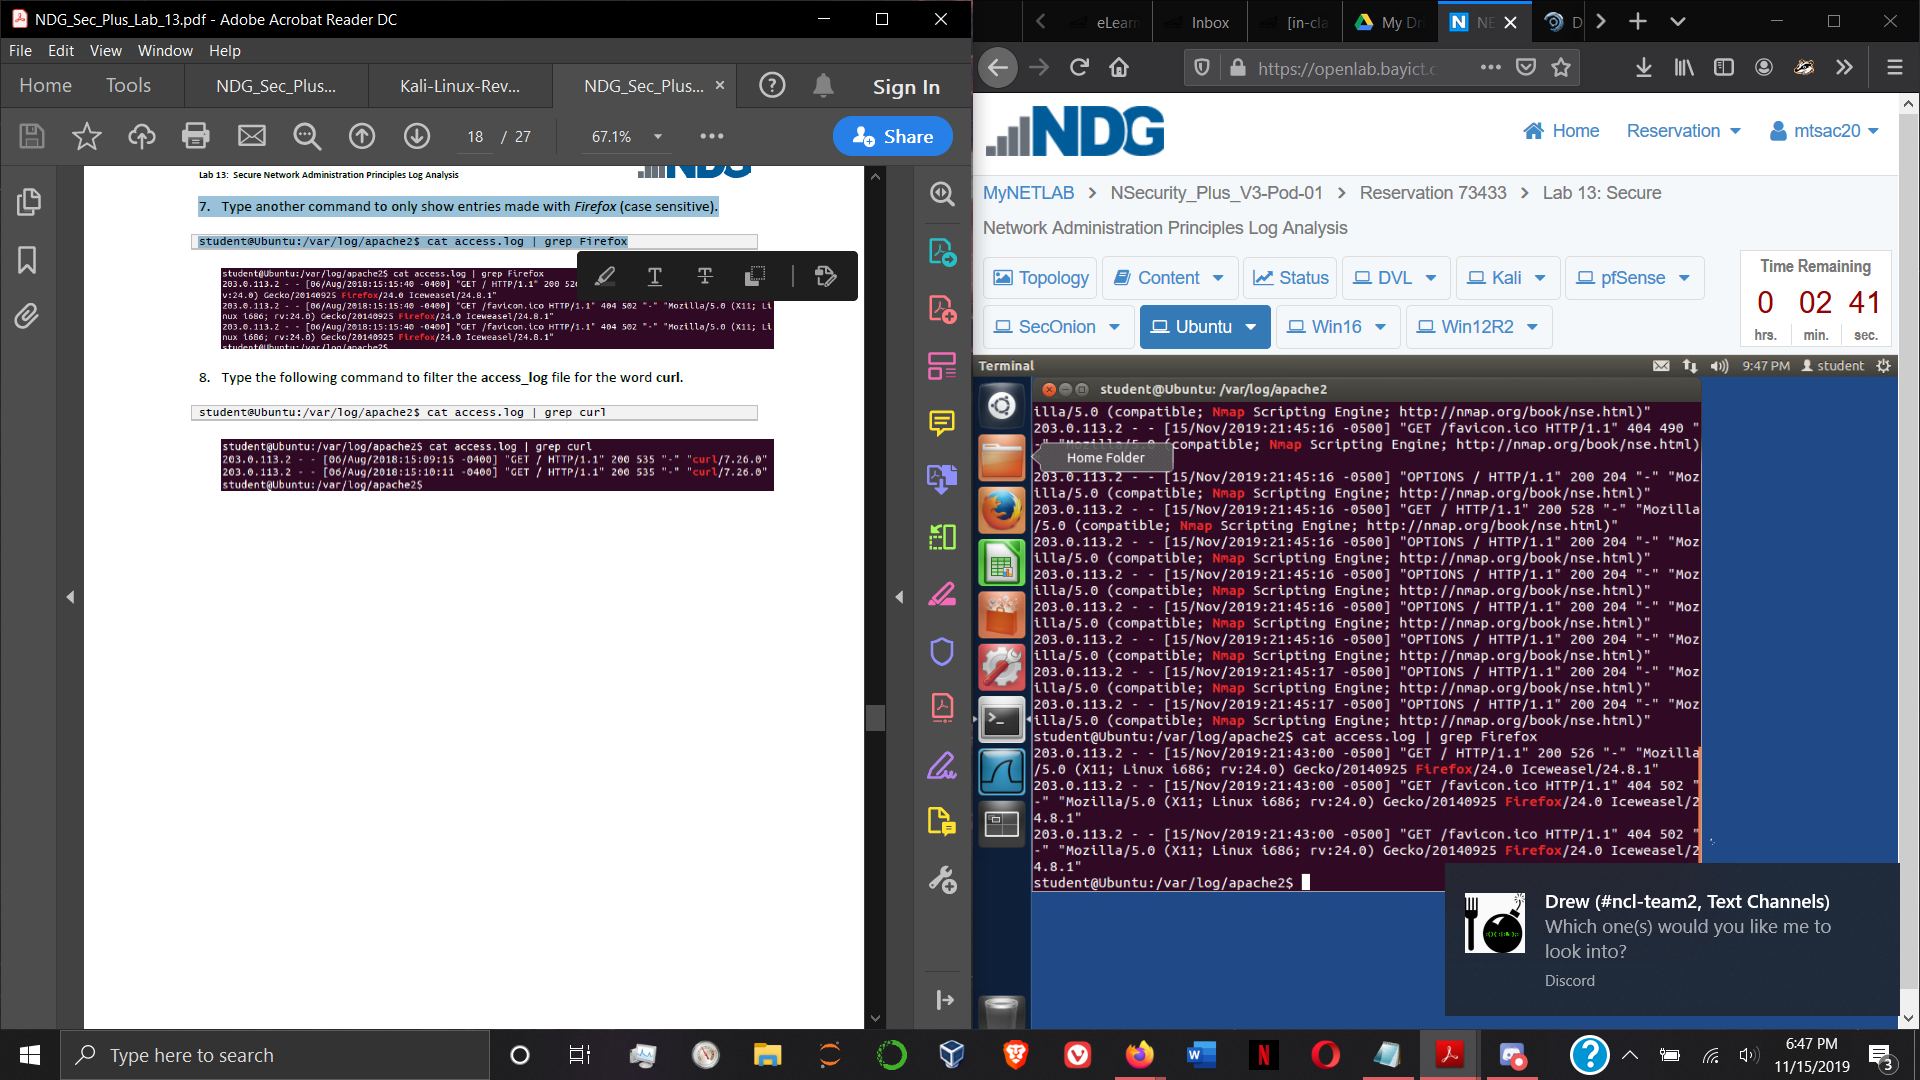 NDG_Sec_Plus_Lab_13.pdf - Adobe Acrobat Reader DC
File Edit View Window Help
Home Tools NDG_Sec_Plus... Kali-Linux-Rev... NDG_Sec_Plus... Sign In
18 / 27 67.1% Share
Lab 13: Secure Network Administration Principles Log Analysis
NDG
7. Type another command to only show entries made with Firefox (case sensitive).
student@Ubuntu:/var/log/apache2$ cat access.log | grep Firefox
student@Ubuntu:/var/log/apache2$ cat access.log | grep Firefox
203.0.113.2 - - [06/Aug/2018:15:15:40 -0400] "GET / HTTP/1.1" 200 526
rv:24.0) Gecko/20140925 Firefox/24.0 Iceweasel/24.8.1"
203.0.113.2 - - [06/Aug/2018:15:15:40 -0400] "GET /favicon.ico HTTP/1.1" 404 502 "-" "Mozilla/5.0 (X11; Li
nux i686; rv:24.0) Gecko/20140925 Firefox/24.0 Iceweasel/24.8.1"
203.0.113.2 - - [06/Aug/2018:15:15:40 -0400] "GET /favicon.ico HTTP/1.1" 404 502 "-" "Mozilla/5.0 (X11; Li
nux i686; rv:24.0) Gecko/20140925 Firefox/24.0 Iceweasel/24.8.1"
student@Ubuntu:/var/log/apache2$
8. Type the following command to filter the access_log file for the word curl.
student@Ubuntu:/var/log/apache2$ cat access.log | grep curl
student@Ubuntu:/var/log/apache2$ cat access.log | grep curl
203.0.113.2 - - [06/Aug/2018:15:09:15 -0400] "GET / HTTP/1.1" 200 535 "-" "curl/7.26.0"
203.0.113.2 - - [06/Aug/2018:15:10:11 -0400] "GET / HTTP/1.1" 200 535 "-" "curl/7.26.0"
student@Ubuntu:/var/log/apache2$
eLearn Inbox [in-cla My Dri NE D
https://openlab.bayict.c
NDG
Home Reservation mtsac20
MyNETLAB > NSecurity_Plus_V3-Pod-01 > Reservation 73433 > Lab 13: Secure
Network Administration Principles Log Analysis
Topology Content Status DVL Kali pfSense
SecOnion Ubuntu Win16 Win12R2
Time Remaining
0 02 41
hrs. min. sec.
Terminal 9:47 PM student
student@Ubuntu: /var/log/apache2
illa/5.0 (compatible; Nmap Scripting Engine; http://nmap.org/book/nse.html)"
203.0.113.2 - - [15/Nov/2019:21:45:16 -0500] "GET /favicon.ico HTTP/1.1" 404 490 "
-" "Mozilla/5.0 (compatible; Nmap Scripting Engine; http://nmap.org/book/nse.html)
Home Folder
203.0.113.2 - - [15/Nov/2019:21:45:16 -0500] "OPTIONS / HTTP/1.1" 200 204 "-" "Moz
illa/5.0 (compatible; Nmap Scripting Engine; http://nmap.org/book/nse.html)"
203.0.113.2 - - [15/Nov/2019:21:45:16 -0500] "GET / HTTP/1.1" 200 528 "-" "Mozilla
/5.0 (compatible; Nmap Scripting Engine; http://nmap.org/book/nse.html)"
203.0.113.2 - - [15/Nov/2019:21:45:16 -0500] "OPTIONS / HTTP/1.1" 200 204 "-" "Moz
illa/5.0 (compatible; Nmap Scripting Engine; http://nmap.org/book/nse.html)"
203.0.113.2 - - [15/Nov/2019:21:45:16 -0500] "OPTIONS / HTTP/1.1" 200 204 "-" "Moz
illa/5.0 (compatible; Nmap Scripting Engine; http://nmap.org/book/nse.html)"
203.0.113.2 - - [15/Nov/2019:21:45:16 -0500] "OPTIONS / HTTP/1.1" 200 204 "-" "Moz
illa/5.0 (compatible; Nmap Scripting Engine; http://nmap.org/book/nse.html)"
203.0.113.2 - - [15/Nov/2019:21:45:16 -0500] "OPTIONS / HTTP/1.1" 200 204 "-" "Moz
illa/5.0 (compatible; Nmap Scripting Engine; http://nmap.org/book/nse.html)"
203.0.113.2 - - [15/Nov/2019:21:45:17 -0500] "OPTIONS / HTTP/1.1" 200 204 "-" "Moz
illa/5.0 (compatible; Nmap Scripting Engine; http://nmap.org/book/nse.html)"
203.0.113.2 - - [15/Nov/2019:21:45:17 -0500] "OPTIONS / HTTP/1.1" 200 204 "-" "Moz
illa/5.0 (compatible; Nmap Scripting Engine; http://nmap.org/book/nse.html)"
student@Ubuntu:/var/log/apache2$ cat access.log | grep Firefox
203.0.113.2 - - [15/Nov/2019:21:43:00 -0500] "GET / HTTP/1.1" 200 526 "-" "Mozilla
/5.0 (X11; Linux i686; rv:24.0) Gecko/20140925 Firefox/24.0 Iceweasel/24.8.1"
203.0.113.2 - - [15/Nov/2019:21:43:00 -0500] "GET /favicon.ico HTTP/1.1" 404 502 "
-" "Mozilla/5.0 (X11; Linux i686; rv:24.0) Gecko/20140925 Firefox/24.0 Iceweasel/2
4.8.1"
203.0.113.2 - - [15/Nov/2019:21:43:00 -0500] "GET /favicon.ico HTTP/1.1" 404 502 "
-" "Mozilla/5.0 (X11; Linux i686; rv:24.0) Gecko/20140925 Firefox/24.0 Iceweasel/2
4.8.1"
student@Ubuntu:/var/log/apache2$
Drew (#ncl-team2, Text Channels)
Which one(s) would you like me to
look into?
Discord
Type here to search
6:47 PM
11/15/2019
3